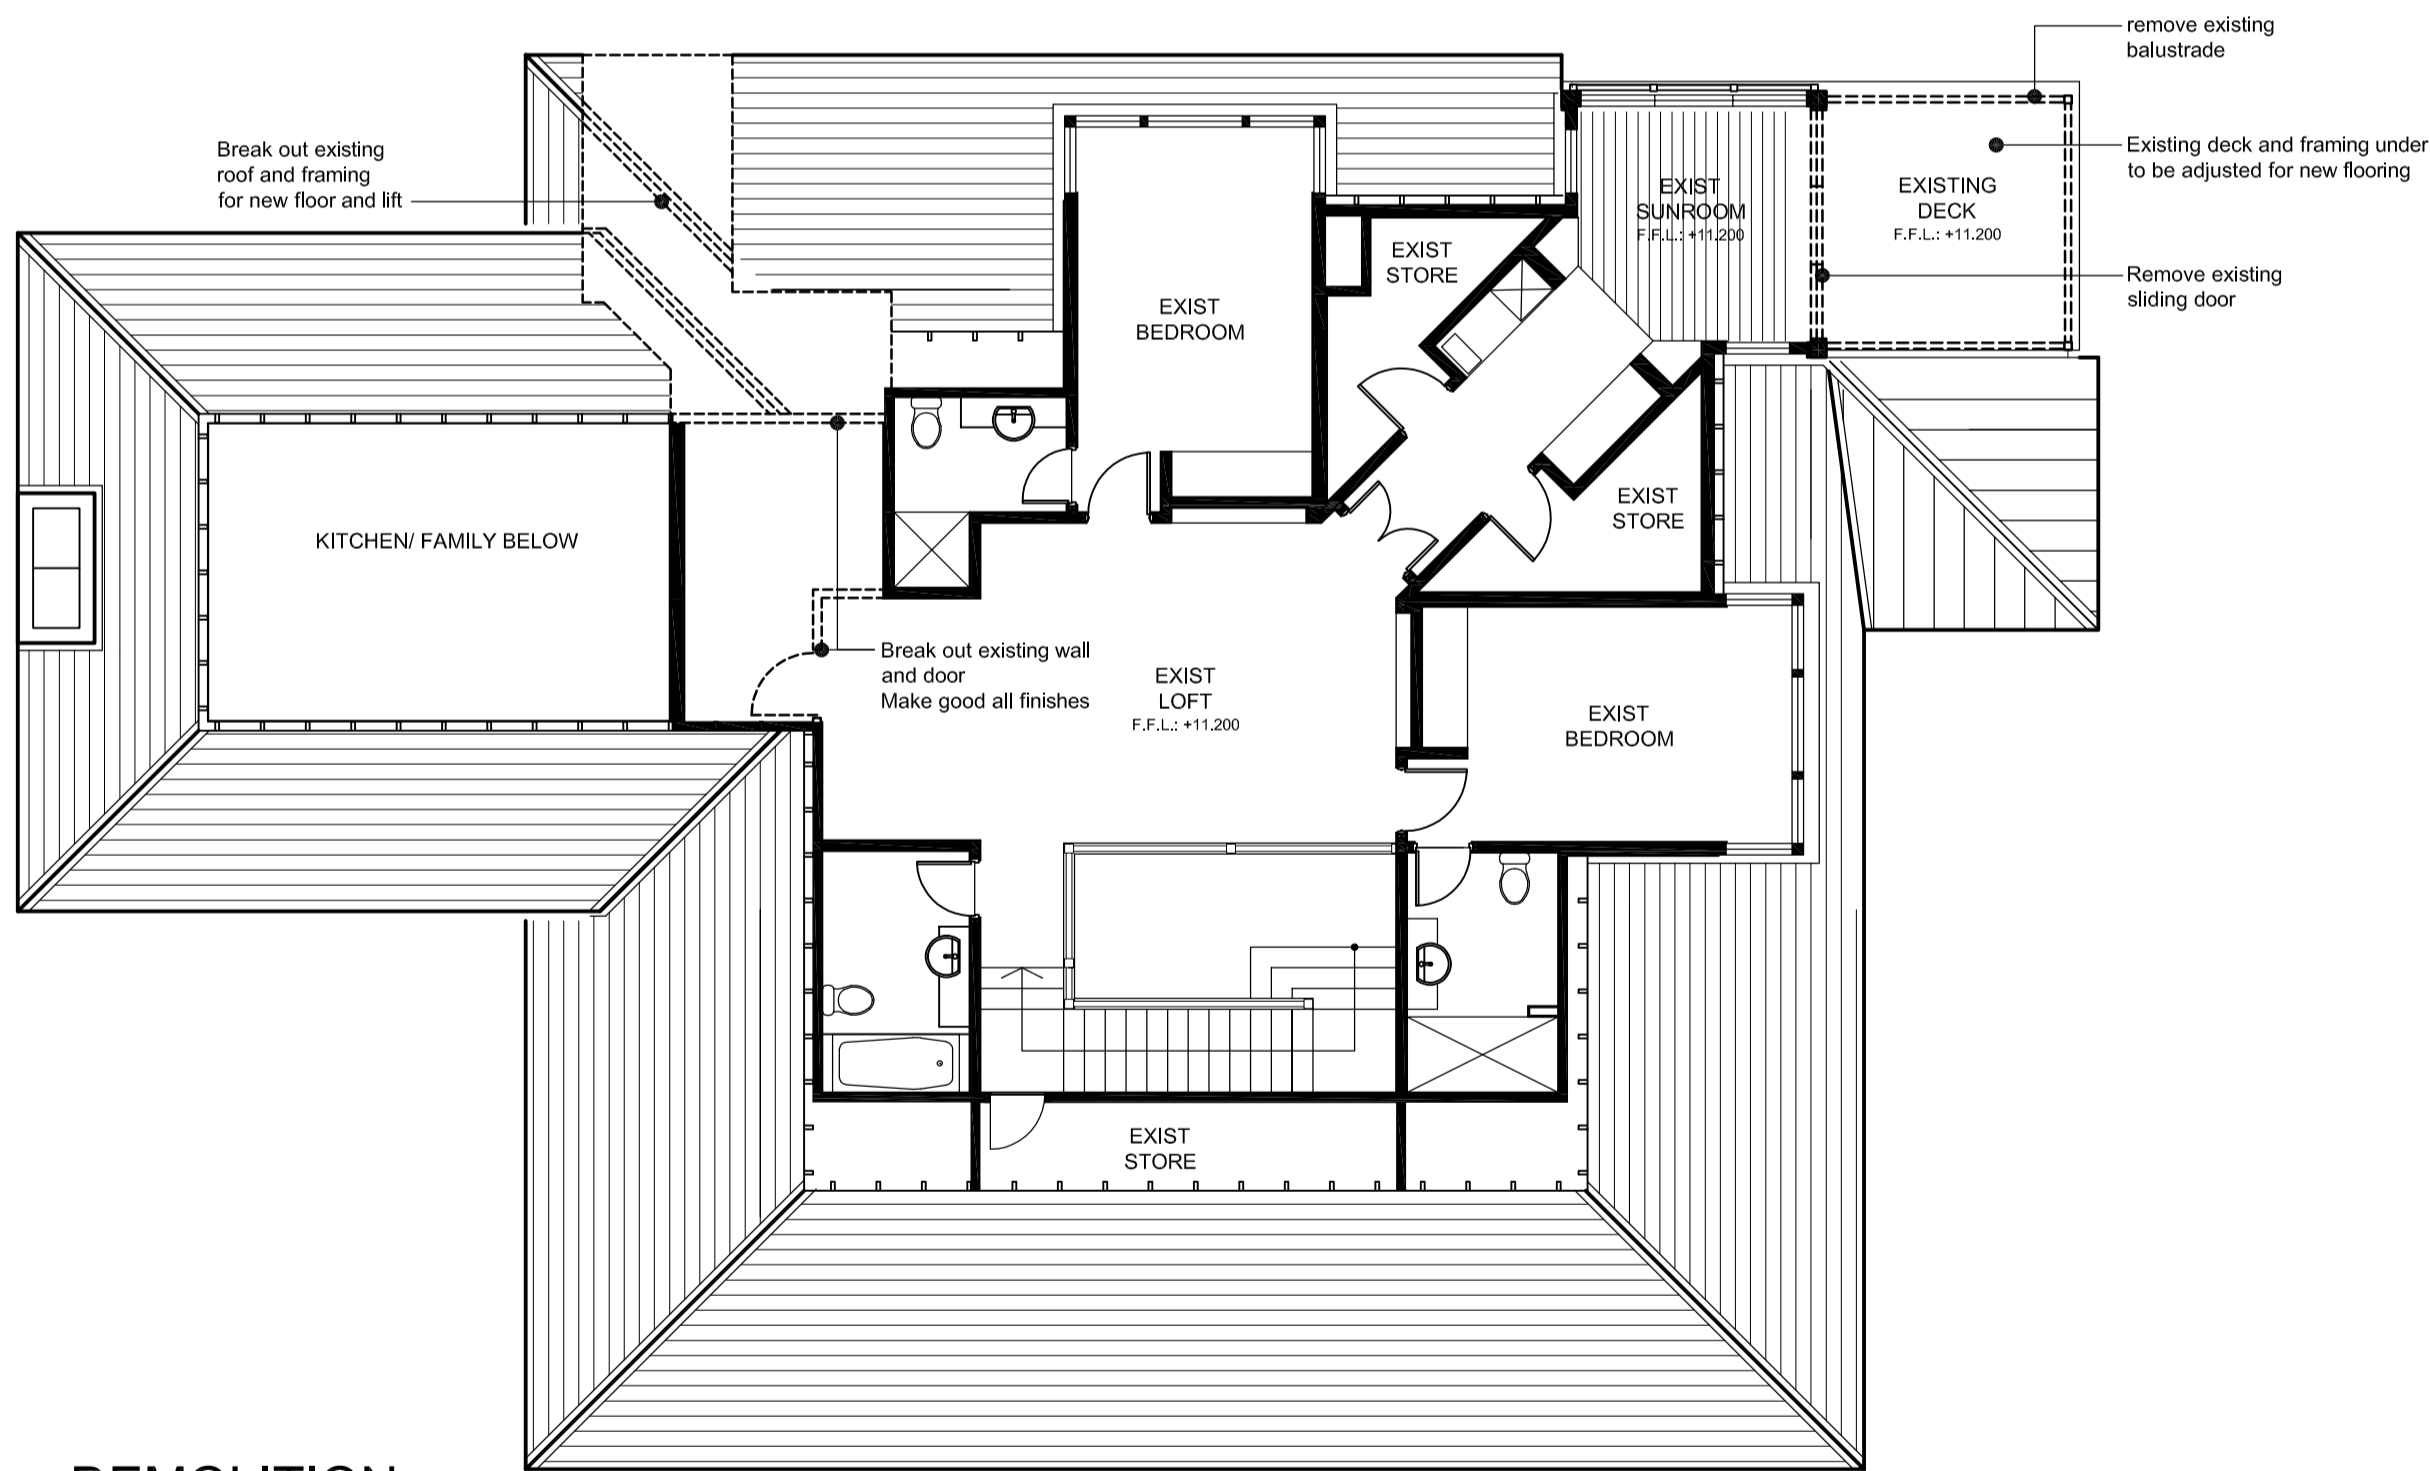 remove existing
balustrade
Break out existing
roof and framing
for new floor and lift
Existing deck and framing under
to be adjusted for new flooring
EXIST
SUNROOM
F.F.L.: +11.200
EXISTING
DECK
F.F.L.: +11.200
EXIST
STORE
Remove existing
sliding door
EXIST
BEDROOM
EXIST
STORE
KITCHEN/ FAMILY BELOW
Break out existing wall
and door
Make good all finishes
EXIST
LOFT
F.F.L.: +11.200
EXIST
BEDROOM
EXIST
STORE
DEMOLITION